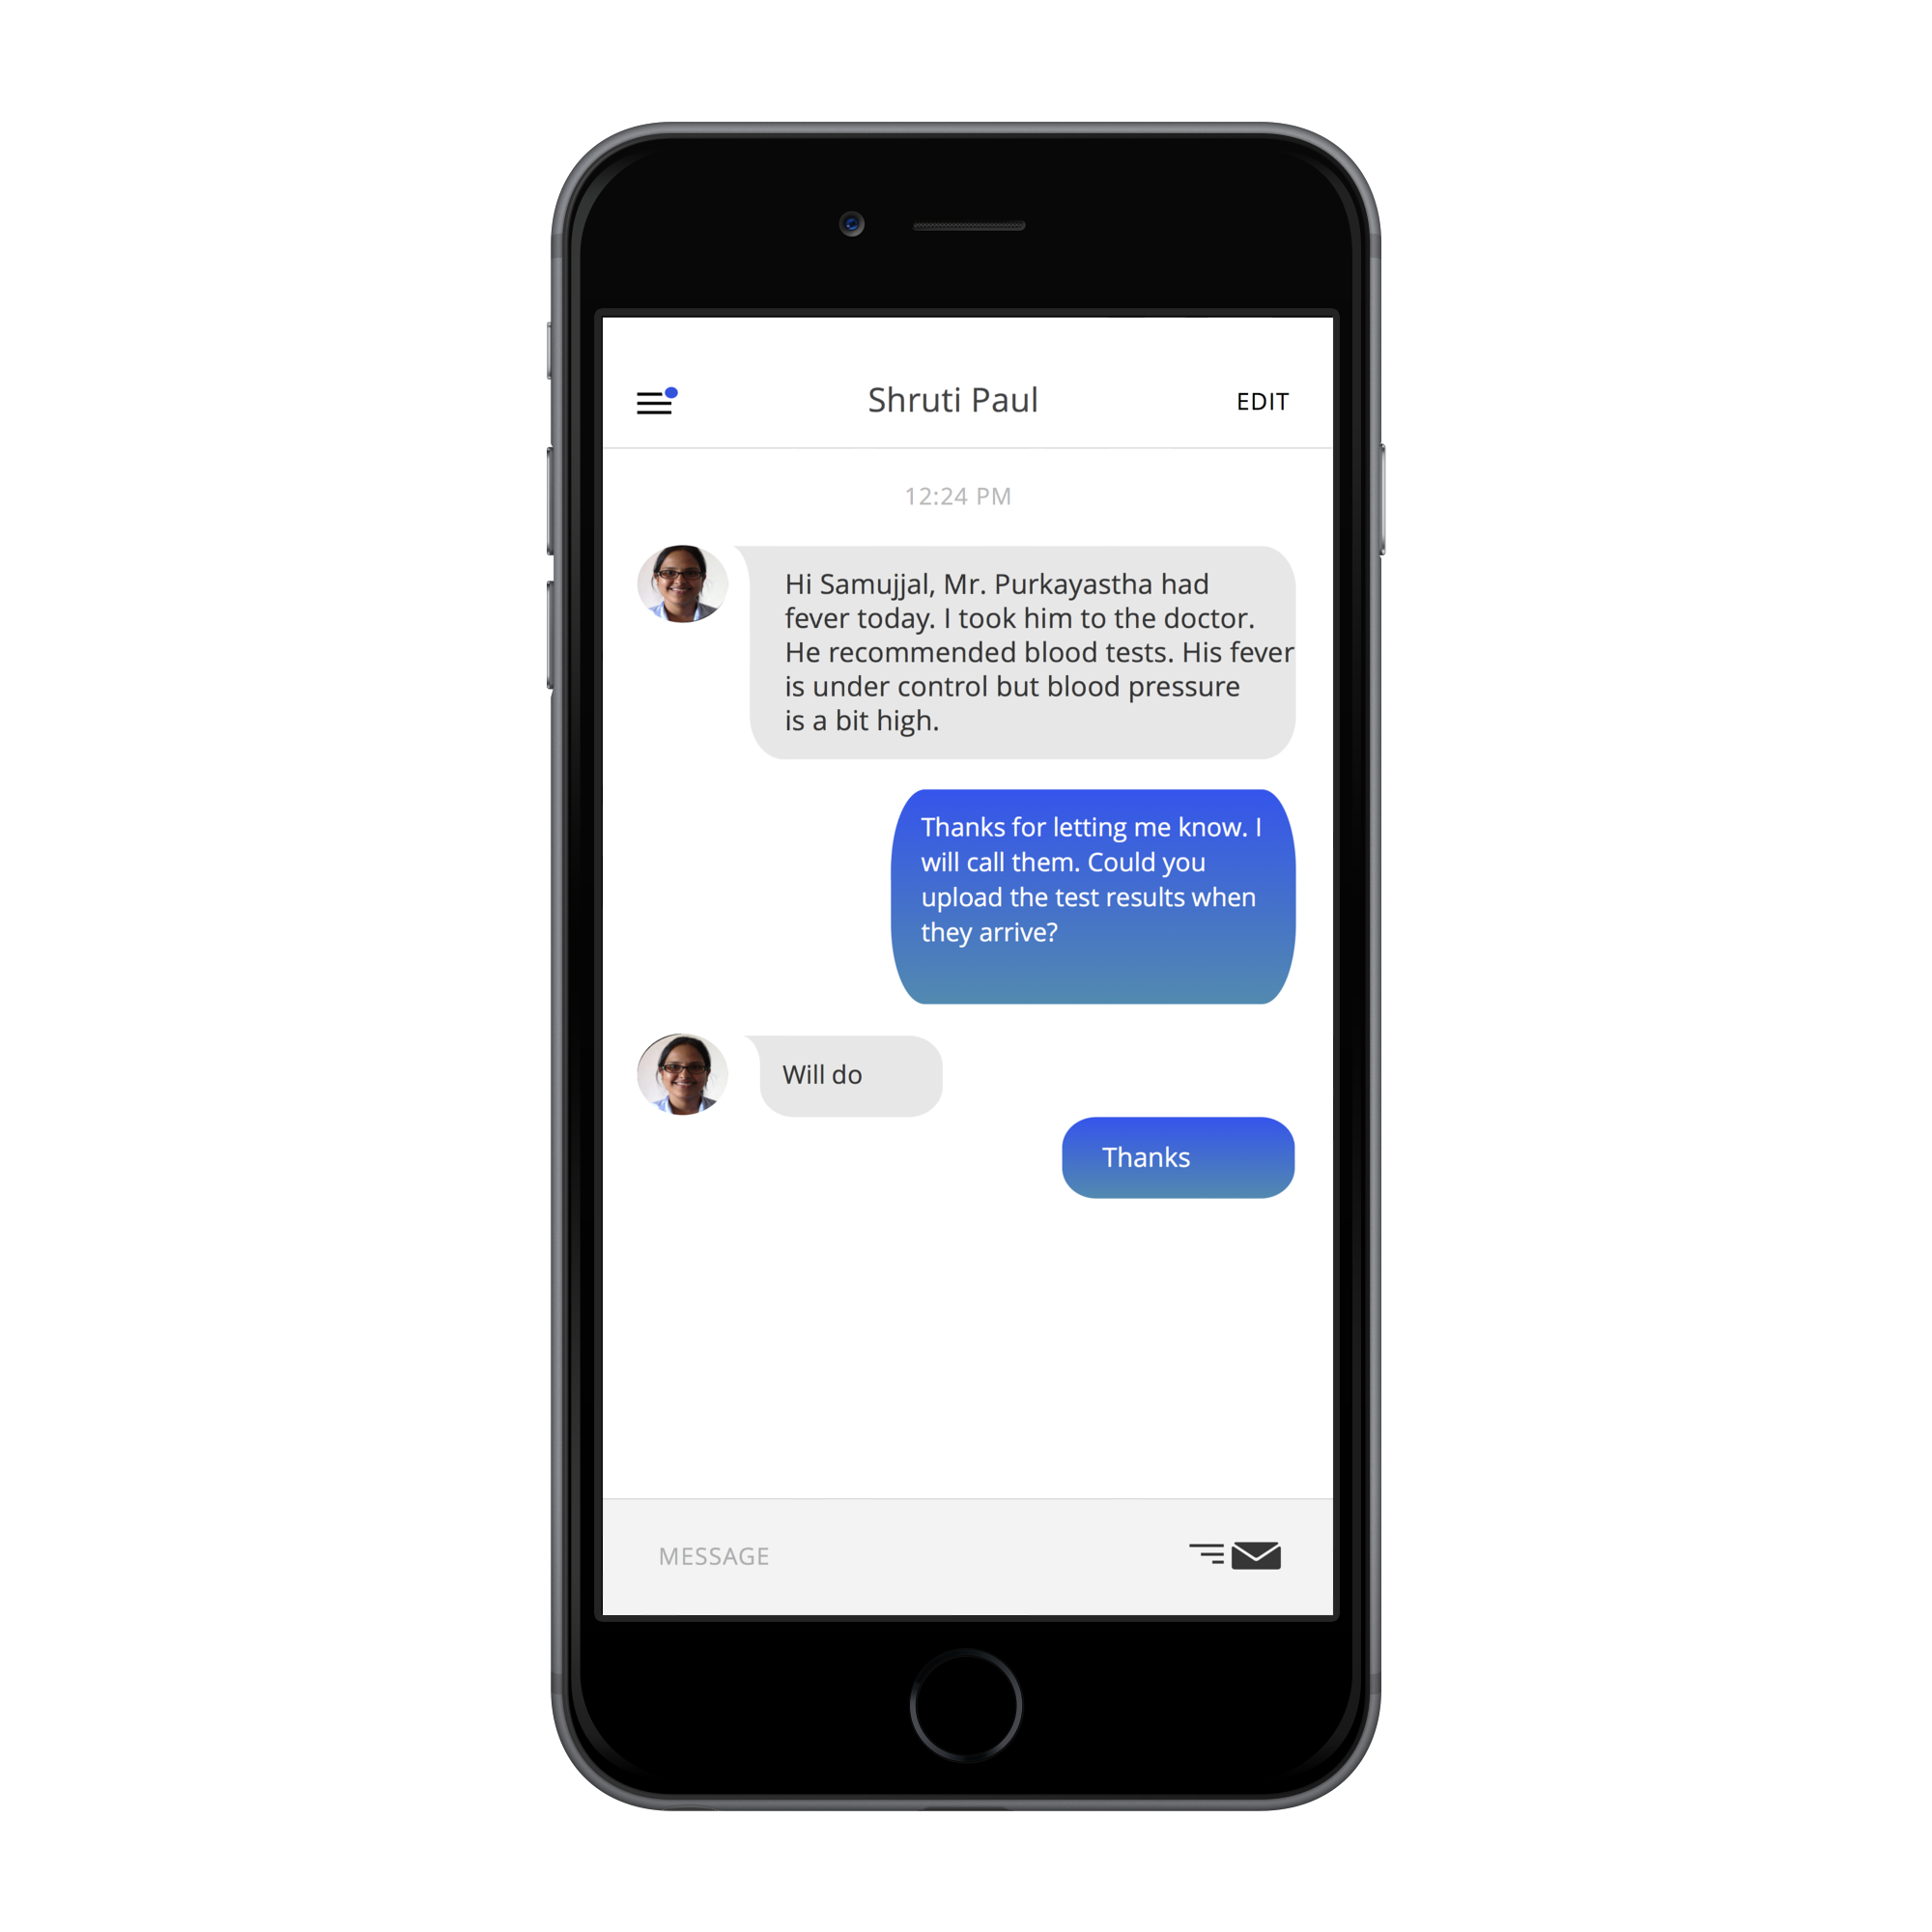 Shruti Paul
EDIT
12:24 PM
Hi Samujjal, Mr. Purkayastha had
fever today. I took him to the doctor.
He recommended blood tests. His fever
is under control but blood pressure
is a bit high.
Thanks for letting me know. I
will call them. Could you
upload the test results when
they arrive?
Will do
Thanks
MESSAGE